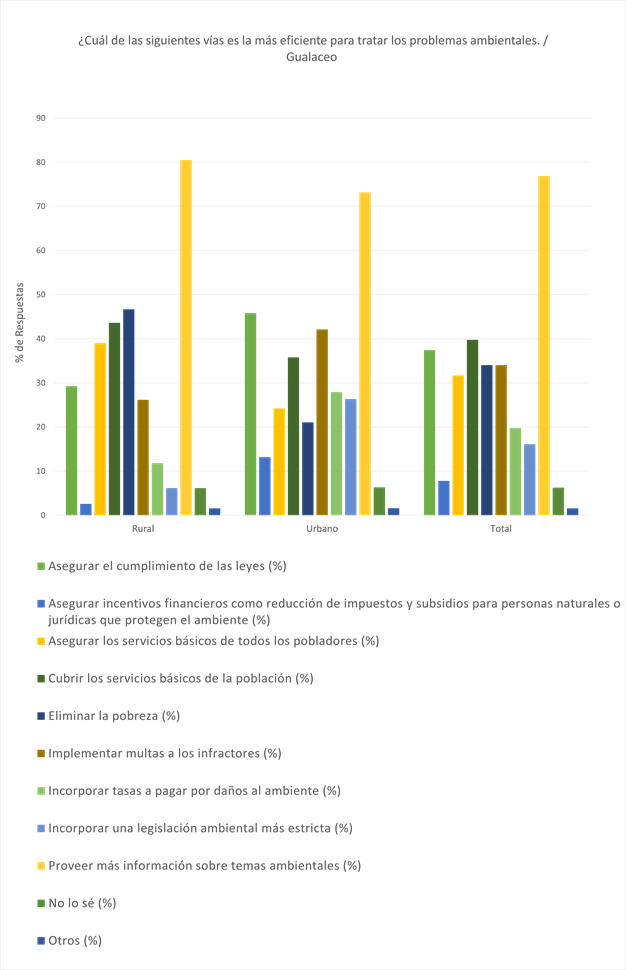 ¿Cuál de las siguientes vías es la más eficiente para tratar los problemas ambientales. /
Gualaceo
90
80
70
60
50
40
30
20
10
0
% de Respuestas
Rural
Urbano
Total
Asegurar el cumplimiento de las leyes (%)
Asegurar incentivos financieros como reducción de impuestos y subsidios para personas naturales o
jurídicas que protegen el ambiente (%)
Asegurar los servicios básicos de todos los pobladores (%)
Cubrir los servicios básicos de la población (%)
Eliminar la pobreza (%)
Implementar multas a los infractores (%)
Incorporar tasas a pagar por daños al ambiente (%)
Incorporar una legislación ambiental más estricta (%)
Proveer más información sobre temas ambientales (%)
No lo sé (%)
Otros (%)